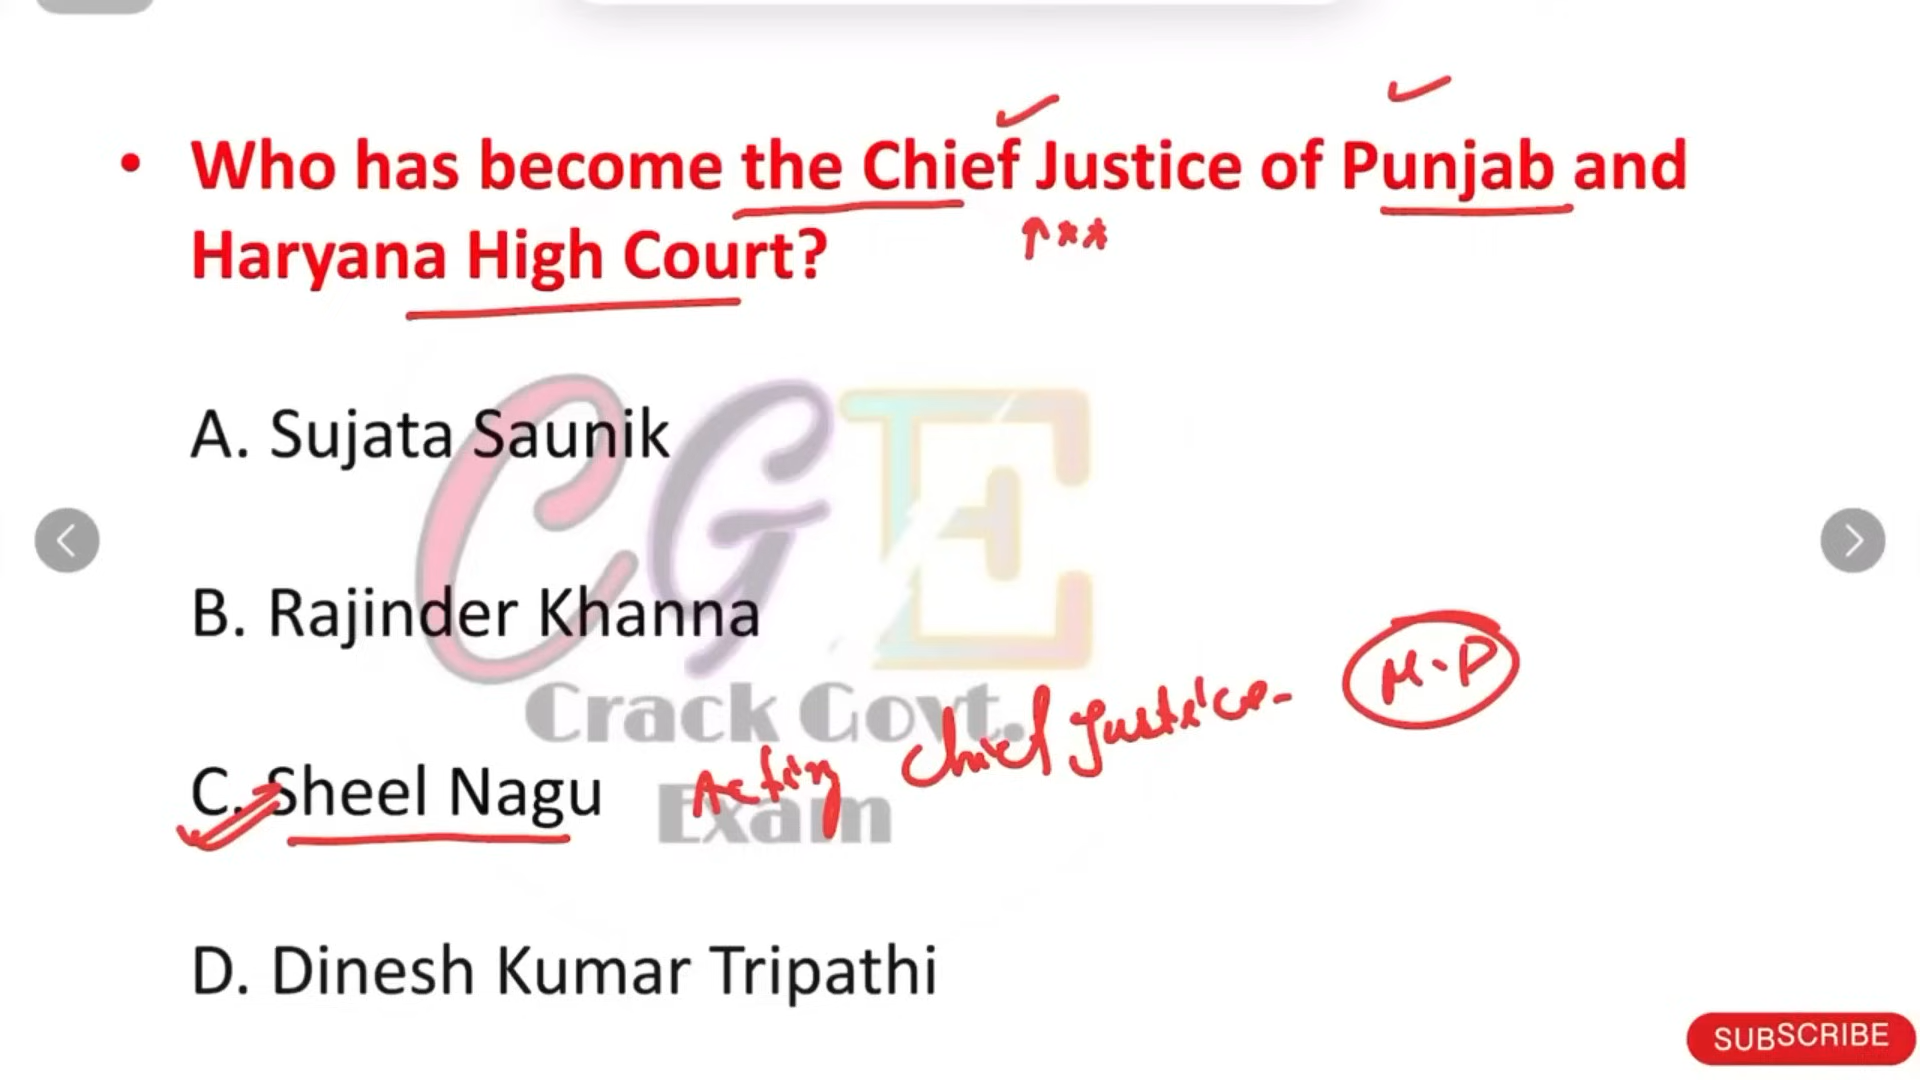 • Who has become the Chief Justice of Punjab and
Haryana High Court?
A. Sujata Saunik
B. Rajinder Khanna
M.P
Crack Govt.
Acting Chief Justice-
C. Sheel Nagu
Exam
D. Dinesh Kumar Tripathi
SUBSCRIBE
CGE